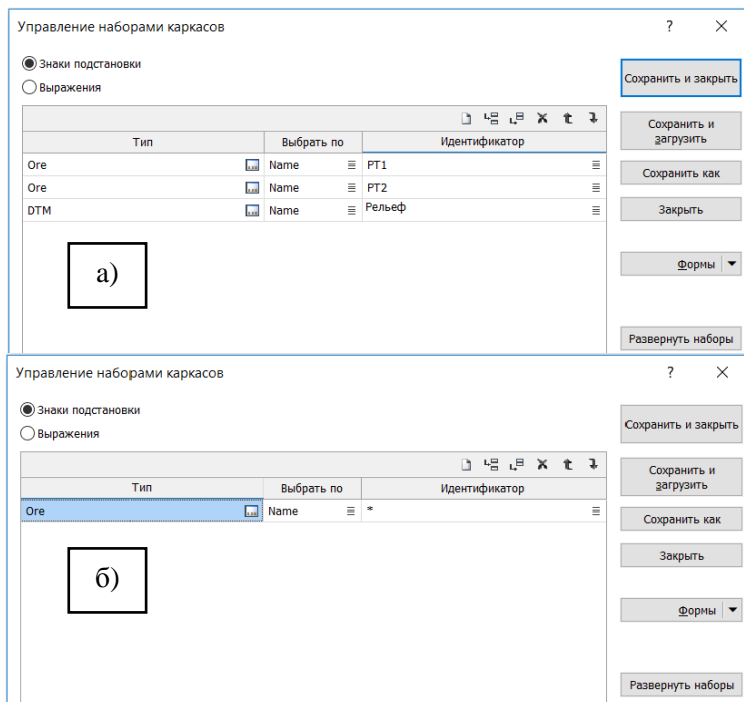 Управление наборами каркасов ?
Знаки подстановки
Выражения
Сохранить и закрыть
Сохранить и загрузить
Сохранить как
Закрыть
Формы
Развернуть наборы
Тип Выбрать по Идентификатор
Ore Name PT1
Ore Name PT2
DTM Name Рельеф
а)
Управление наборами каркасов ?
Знаки подстановки
Выражения
Сохранить и закрыть
Сохранить и загрузить
Сохранить как
Закрыть
Формы
Развернуть наборы
Тип Выбрать по Идентификатор
Ore Name *
б)